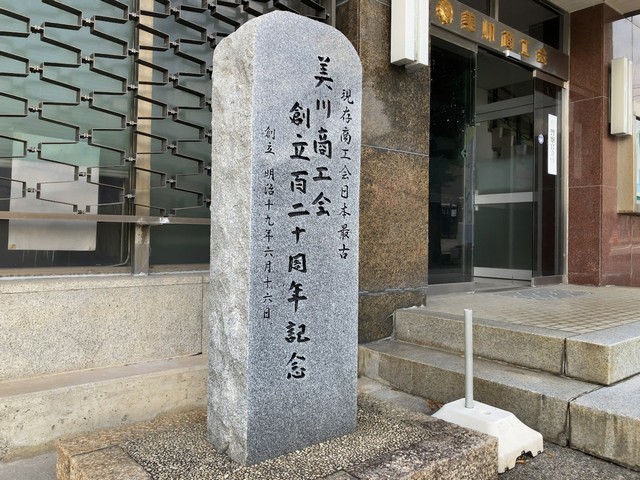 現存商工会日本最古
美川商工会
創立百二十周年記念
創立 明治十九年六月十六日
美川商工会